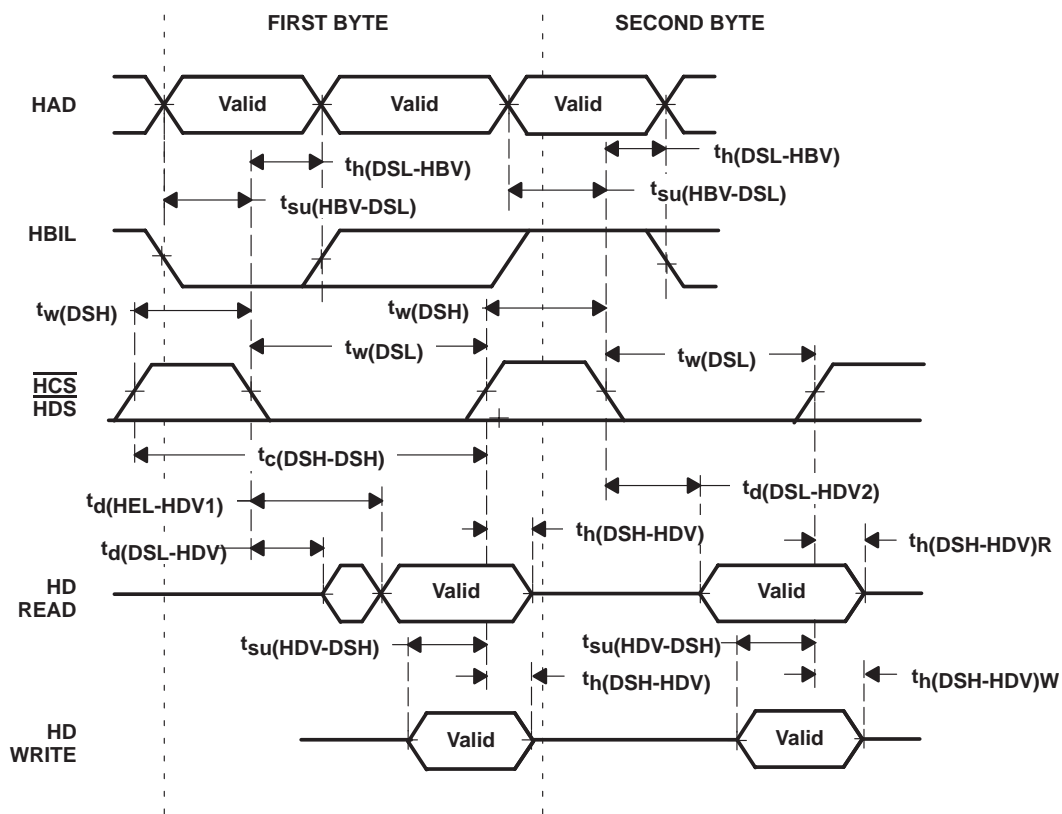 FIRST BYTE SECOND BYTE
HAD Valid Valid Valid
th(DSL-HBV) th(DSL-HBV)
tsu(HBV-DSL) tsu(HBV-DSL)
HBIL
tw(DSH) tw(DSH)
tw(DSL) tw(DSL)
HCS
HDS
tc(DSH-DSH)
td(HEL-HDV1) td(DSL-HDV2)
td(DSL-HDV) th(DSH-HDV) th(DSH-HDV)R
HD
READ
Valid Valid
tsu(HDV-DSH) tsu(HDV-DSH)
th(DSH-HDV) th(DSH-HDV)W
HD
WRITE
Valid Valid